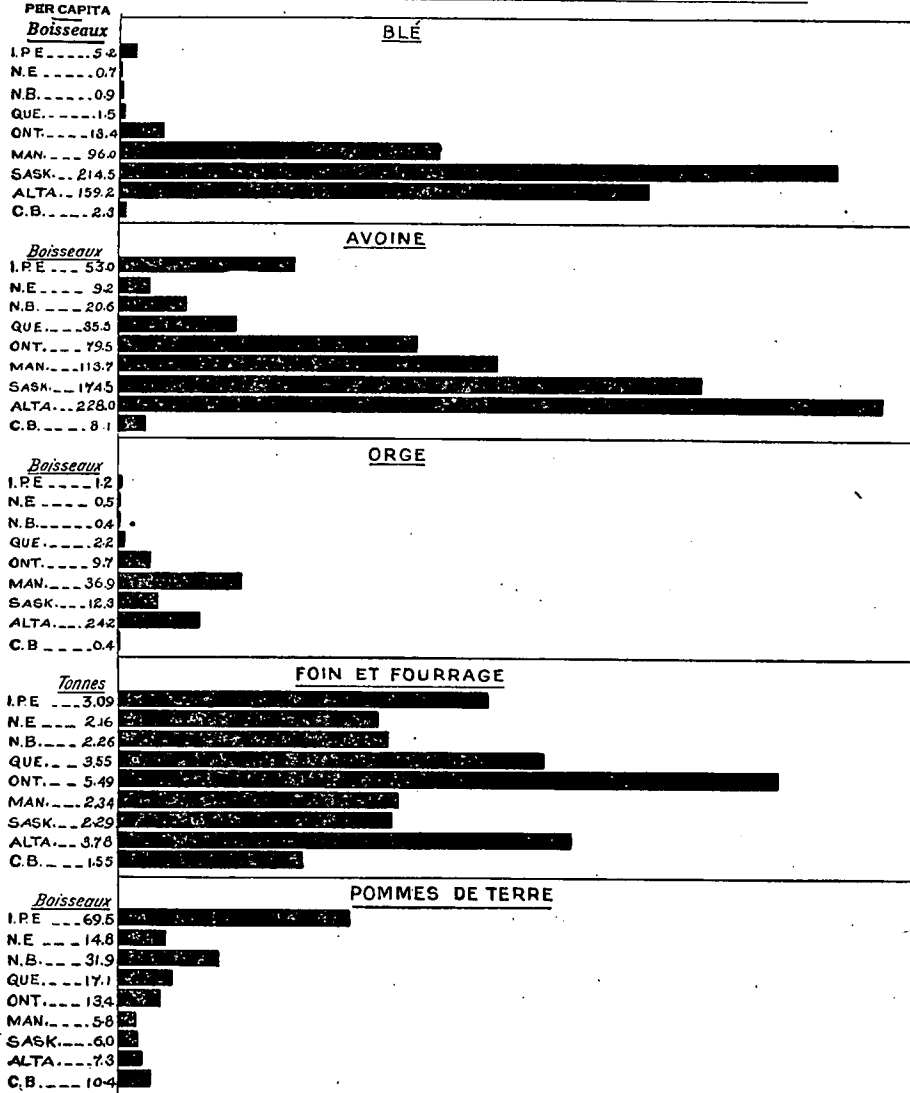 PER CAPITA
Boisseaux
BLÉ
I.P.E ..... 5.2
N.E ..... 0.7
N.B. ..... 0.9
QUE. ..... 1.5
ONT. ..... 13.4
MAN. ..... 96.0
SASK. ... 214.5
ALTA. .. 159.2
C.B. ..... 2.3
AVOINE
Boisseaux
I.P.E .... 53.0
N.E ..... 9.2
N.B. .... 20.6
QUE. .... 35.5
ONT. .... 79.5
MAN. ... 113.7
SASK. ... 174.5
ALTA ... 228.0
C.B. .... 8.1
ORGE
Boisseaux
I.P.E .... 1.2
N.E ..... 0.5
N.B. ..... 0.4
QUE. ..... 2.2
ONT. .... 9.7
MAN. .... 36.9
SASK. .... 12.3
ALTA. ... 24.2
C.B ..... 0.4
FOIN ET FOURRAGE
Tonnes
I.P.E ... 3.09
N.E .... 2.16
N.B. .... 2.26
QUE. ... 3.55
ONT. .... 5.49
MAN. ... 2.34
SASK. .. 2.29
ALTA ... 3.78
C.B. .... 1.55
POMMES DE TERRE
Boisseaux
I.P.E .... 69.5
N.E .... 14.8
N.B. .... 31.9
QUE. .... 17.1
ONT. .... 13.4
MAN. .... 5.8
SASK. .... 6.0
ALTA. .... 7.3
C.B. .... 10.4